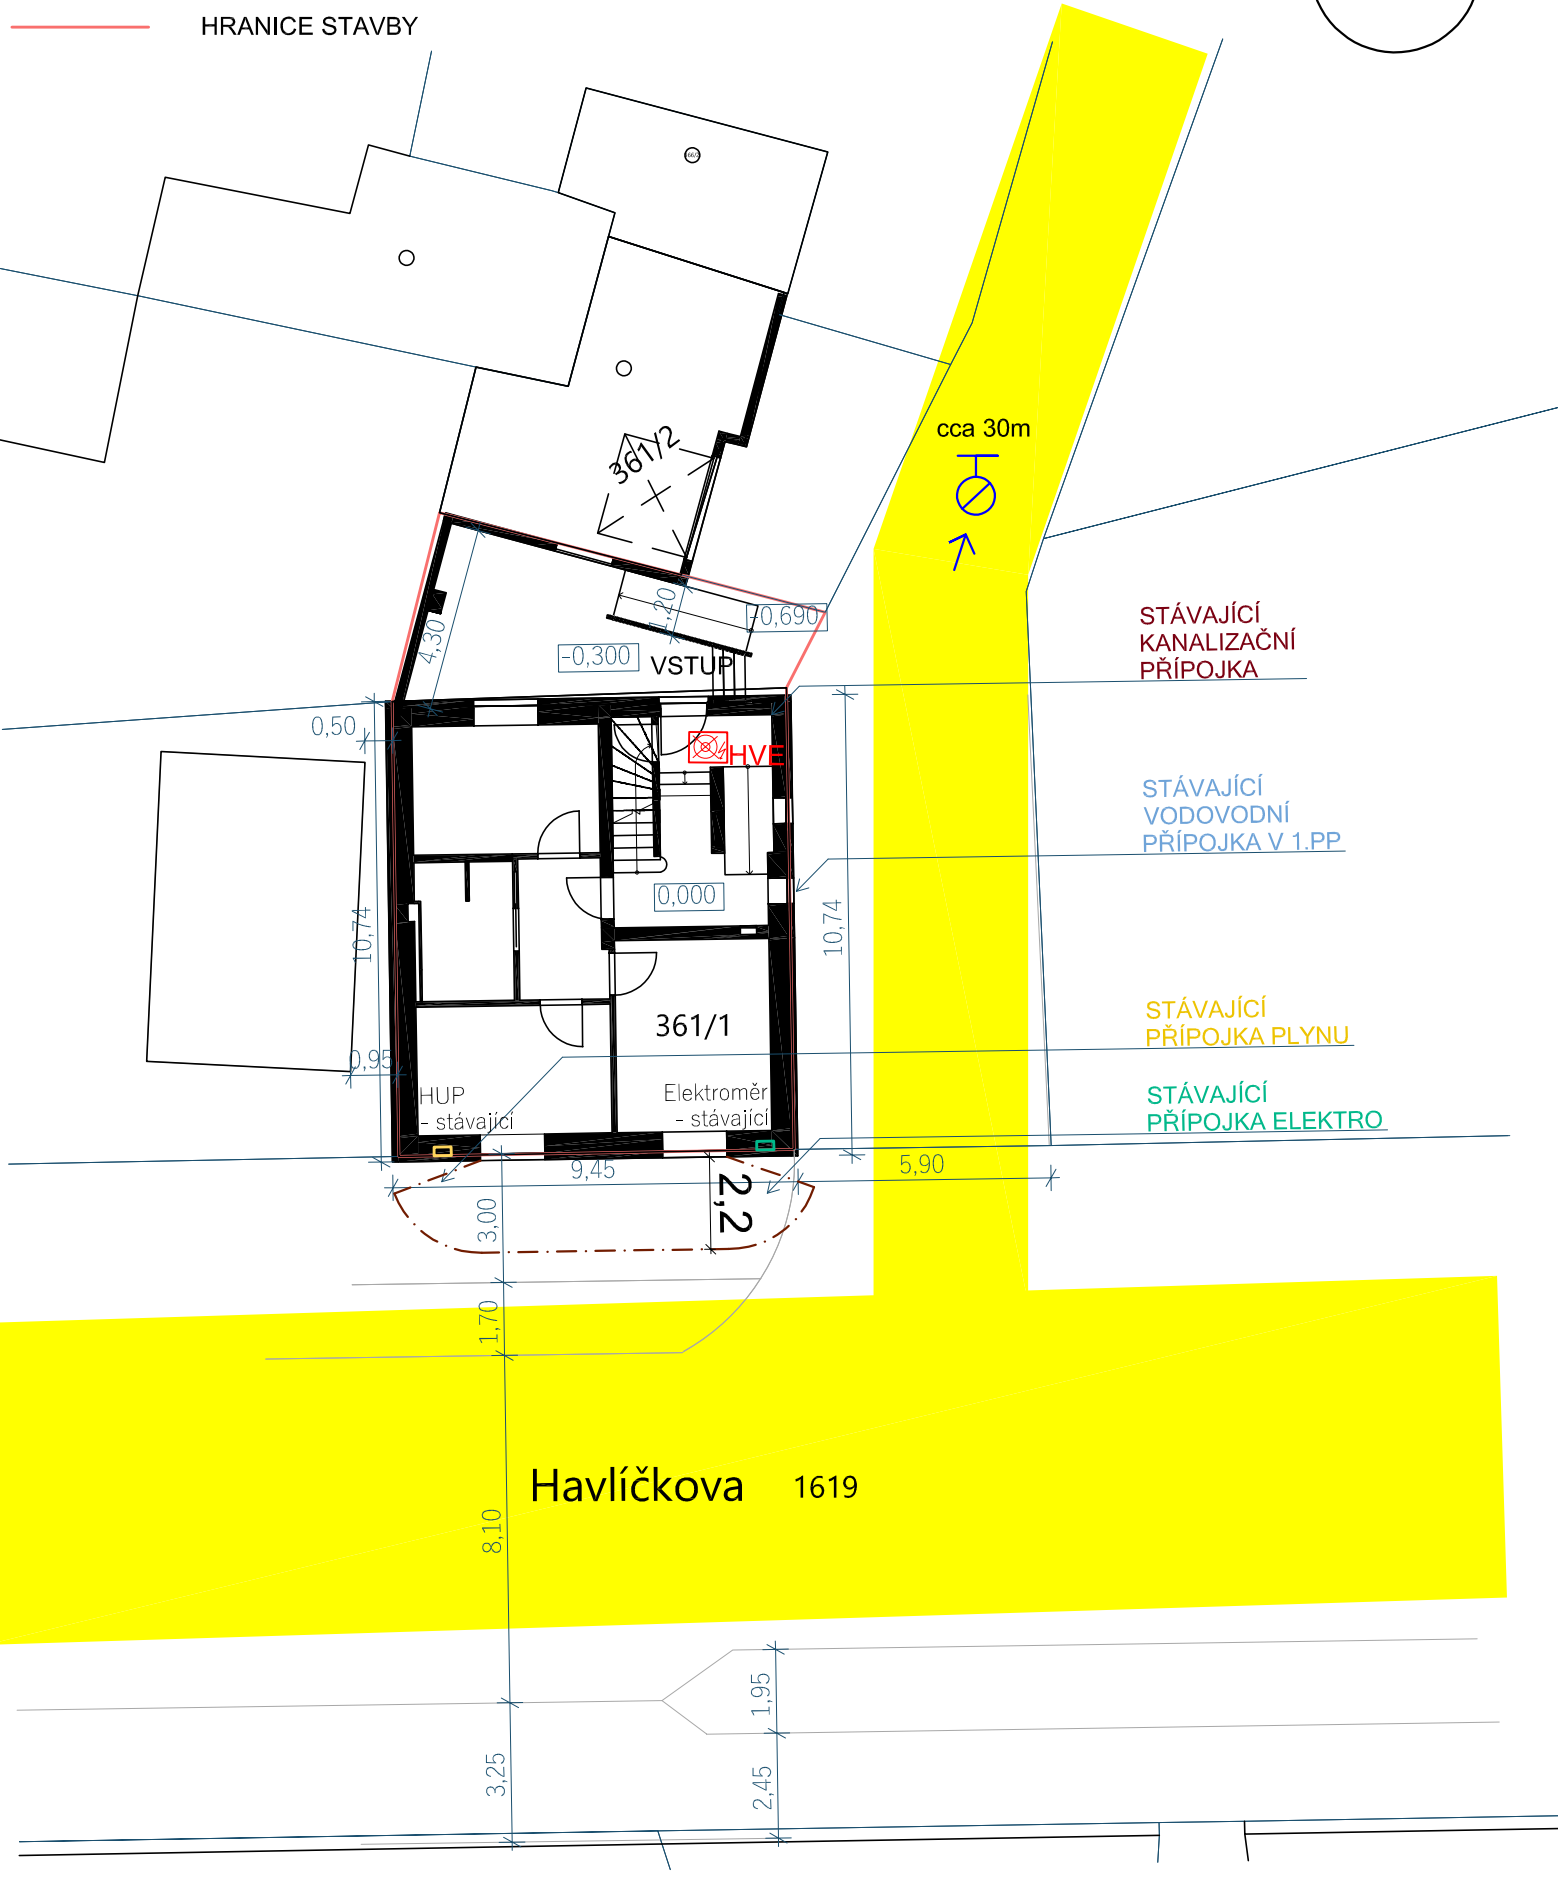 HRANICE STAVBY
361/2
cca 30m
4,30
1,20
-0,690
-0,300
VSTUP
STÁVAJÍCÍ
KANALIZAČNÍ
PŘÍPOJKA
0,50
HVE
STÁVAJÍCÍ
VODOVODNÍ
PŘÍPOJKA V 1.PP
0,000
10,74
10,74
STÁVAJÍCÍ
PŘÍPOJKA PLYNU
361/1
0,95
HUP
- stávající
Elektroměr
- stávající
STÁVAJÍCÍ
PŘÍPOJKA ELEKTRO
9,45
5,90
2,2
3,00
1,70
Havlíčkova 1619
8,10
1,95
3,25
2,45